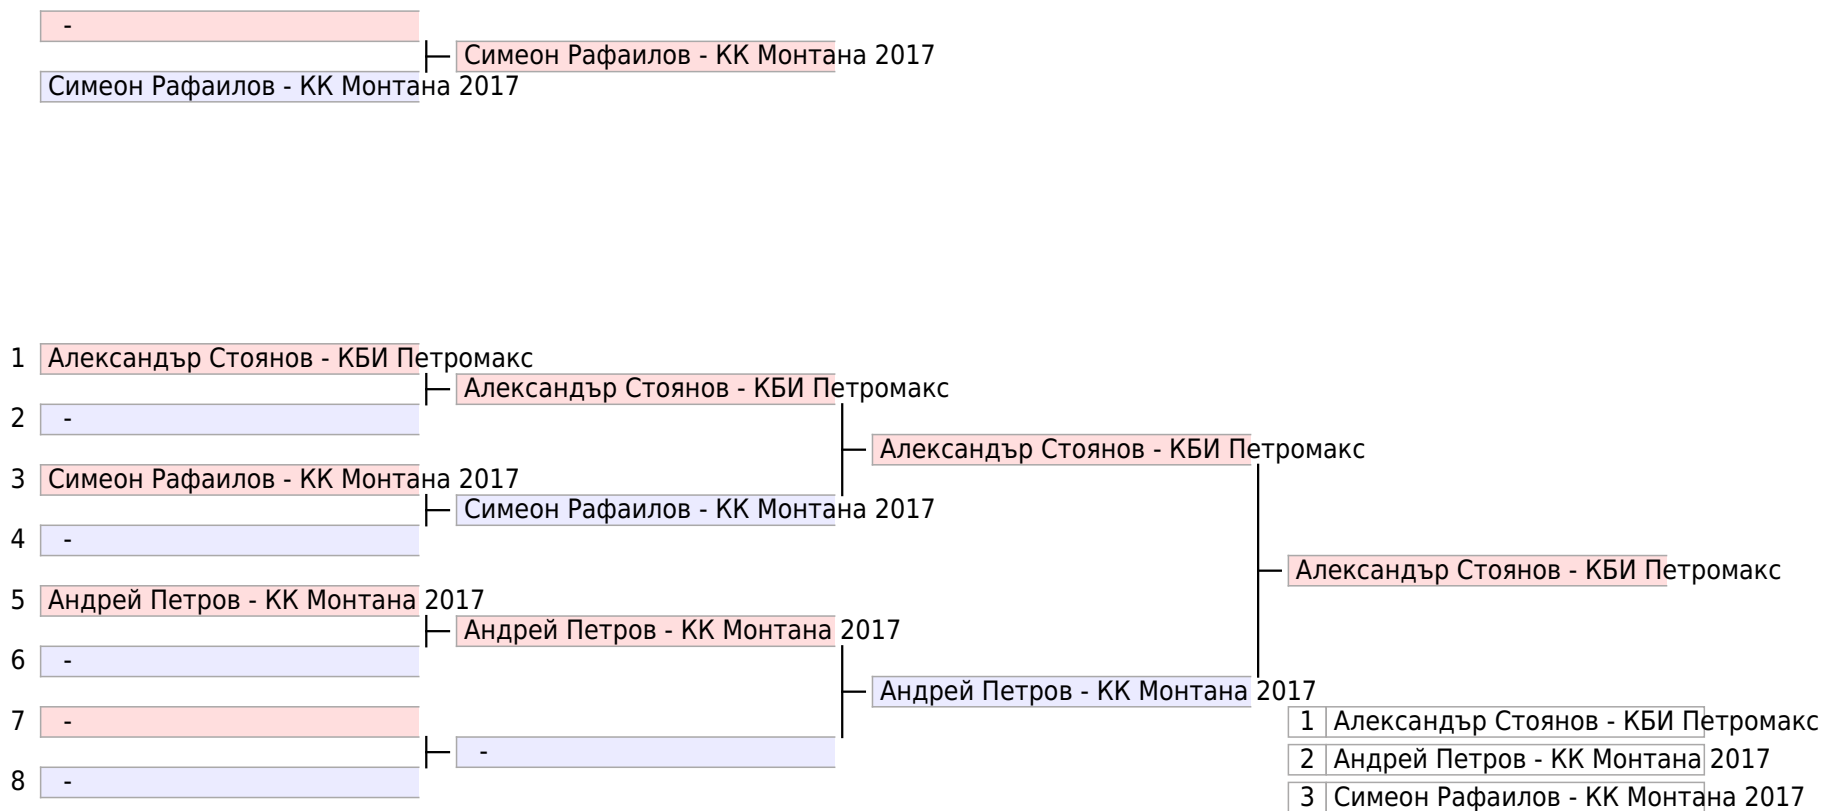 -
Симеон Рафаилов - КК Монтана 2017
Симеон Рафаилов - КК Монтана 2017
1 Александър Стоянов - КБИ Петромакс
Александър Стоянов - КБИ Петромакс
2 -
Александър Стоянов - КБИ Петромакс
3 Симеон Рафаилов - КК Монтана 2017
Симеон Рафаилов - КК Монтана 2017
4 -
Александър Стоянов - КБИ Петромакс
5 Андрей Петров - КК Монтана 2017
Андрей Петров - КК Монтана 2017
6 -
Андрей Петров - КК Монтана 2017
7 -
1 Александър Стоянов - КБИ Петромакс
-
2 Андрей Петров - КК Монтана 2017
8 -
3 Симеон Рафаилов - КК Монтана 2017